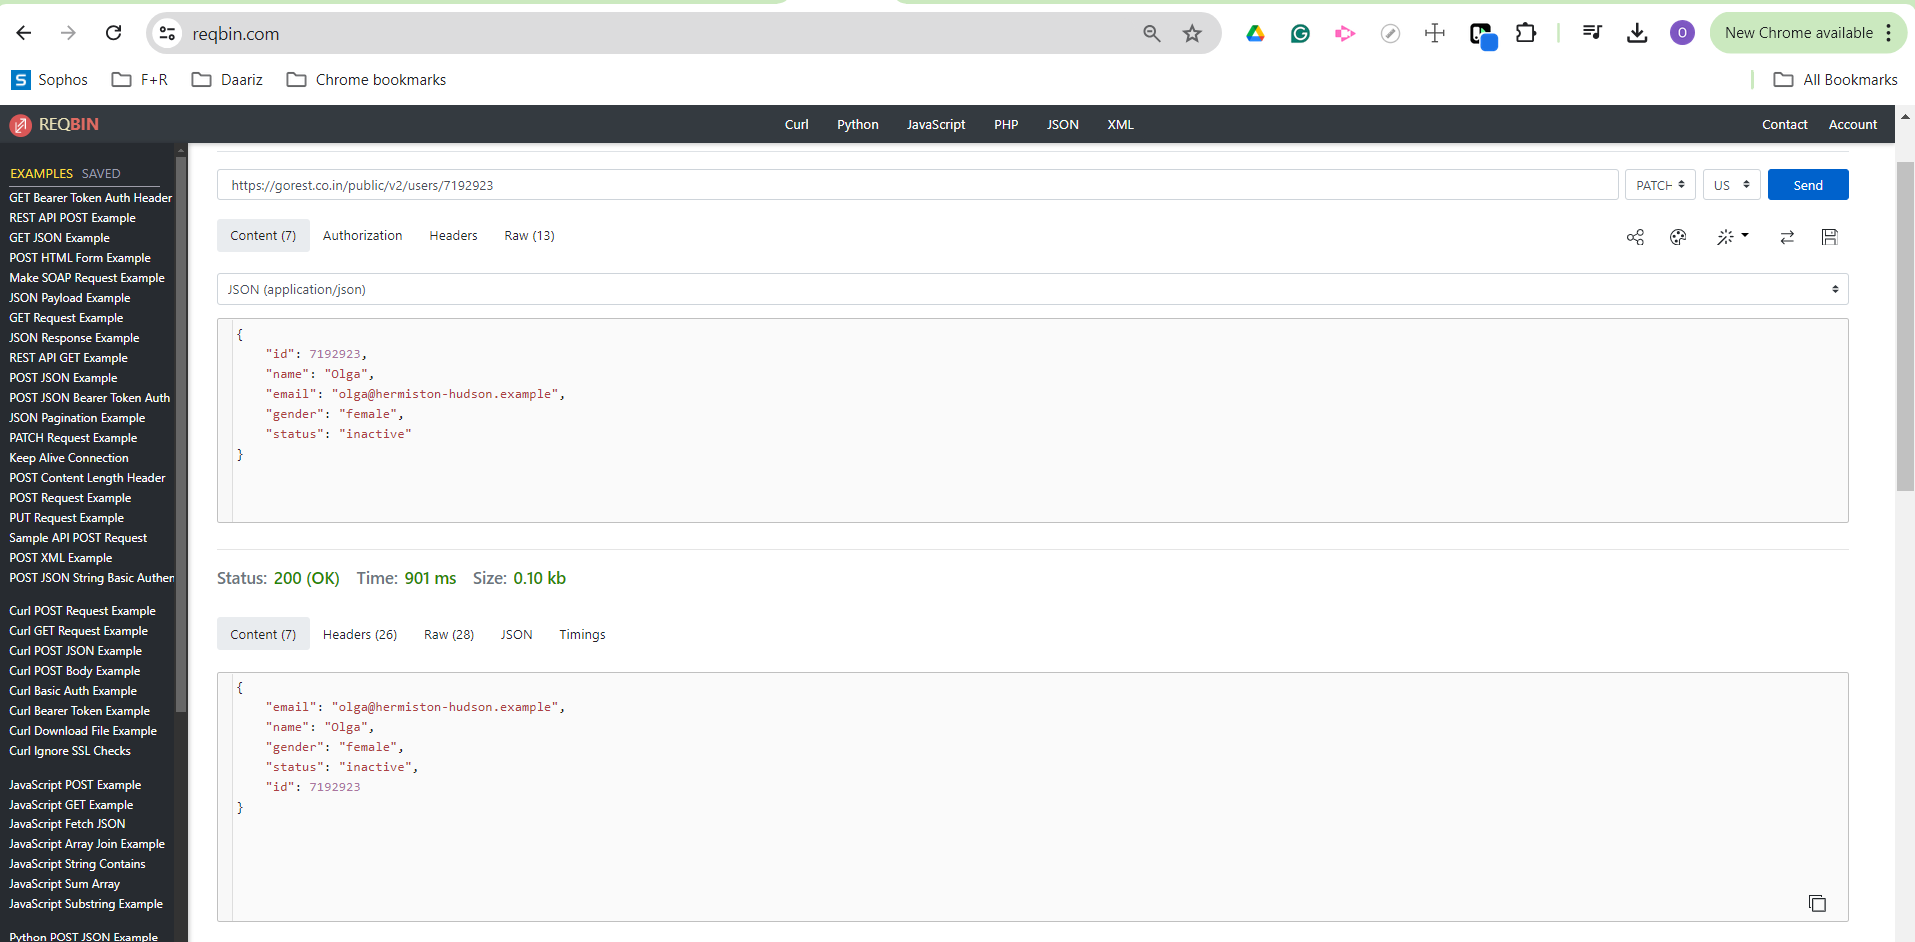 reqbin.com
New Chrome available
O
S Sophos
F+R
Daariz
Chrome bookmarks
All Bookmarks
REQBIN
Curl
Python
JavaScript
PHP
JSON
XML
Contact
Account
EXAMPLES SAVED
GET Bearer Token Auth Header
REST API POST Example
GET JSON Example
POST HTML Form Example
Make SOAP Request Example
JSON Payload Example
GET Request Example
JSON Response Example
REST API GET Example
POST JSON Example
POST JSON Bearer Token Auth
JSON Pagination Example
PATCH Request Example
Keep Alive Connection
POST Content Length Header
POST Request Example
PUT Request Example
Sample API POST Request
POST XML Example
POST JSON String Basic Authen
Curl POST Request Example
Curl GET Request Example
Curl POST JSON Example
Curl POST Body Example
Curl Basic Auth Example
Curl Bearer Token Example
Curl Download File Example
Curl Ignore SSL Checks
JavaScript POST Example
JavaScript GET Example
JavaScript Fetch JSON
JavaScript Array Join Example
JavaScript String Contains
JavaScript Sum Array
JavaScript Substring Example
Python POST JSON Example
https://gorest.co.in/public/v2/users/7192923
PATCH
US
Send
Content (7)
Authorization
Headers
Raw (13)
JSON (application/json)
{
"id": 7192923,
"name": "Olga",
"email": "olga@hermiston-hudson.example",
"gender": "female",
"status": "inactive"
}
Status: 200 (OK) Time: 901 ms Size: 0.10 kb
Content (7)
Headers (26)
Raw (28)
JSON
Timings
{
"email": "olga@hermiston-hudson.example",
"name": "Olga",
"gender": "female",
"status": "inactive",
"id": 7192923
}